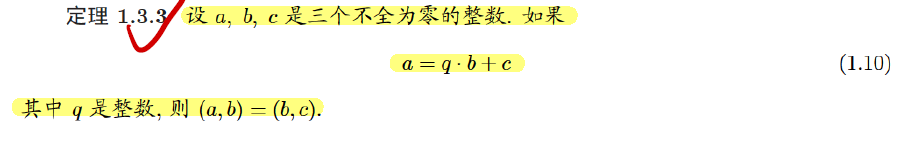 定理 1.3.3 设 a, b, c 是三个不全为零的整数. 如果
a = q · b + c (1.10)
其中 q 是整数, 则 (a, b) = (b, c).